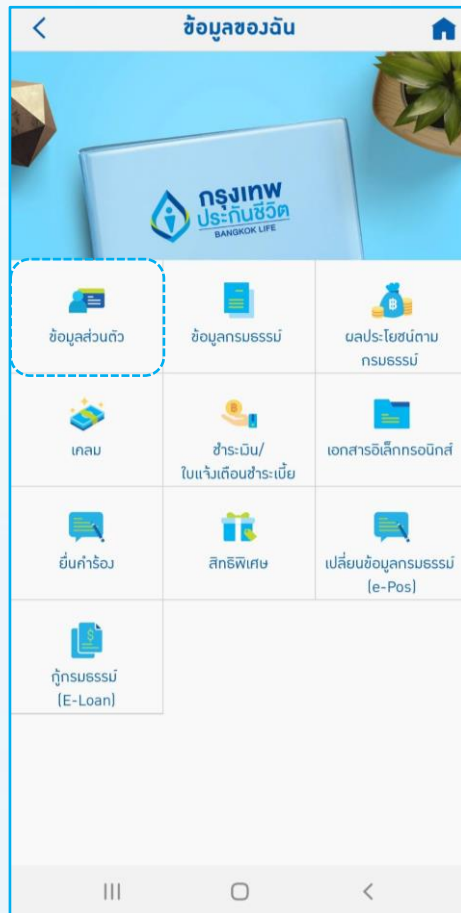 ข้อมูลของฉัน
กรุงเทพ
ประกันชีวิต
BANGKOK LIFE
ข้อมูลส่วนตัว
ข้อมูลกรมธรรม์
ผลประโยชน์ตาม
กรมธรรม์
เคลม
ชำระเงิน/
ใบแจ้งเตือนชำระเบี้ย
เอกสารอิเล็กทรอนิกส์
ยื่นคำร้อง
สิทธิพิเศษ
เปลี่ยนข้อมูลกรมธรรม์
(e-Pos)
กู้กรมธรรม์
(E-Loan)